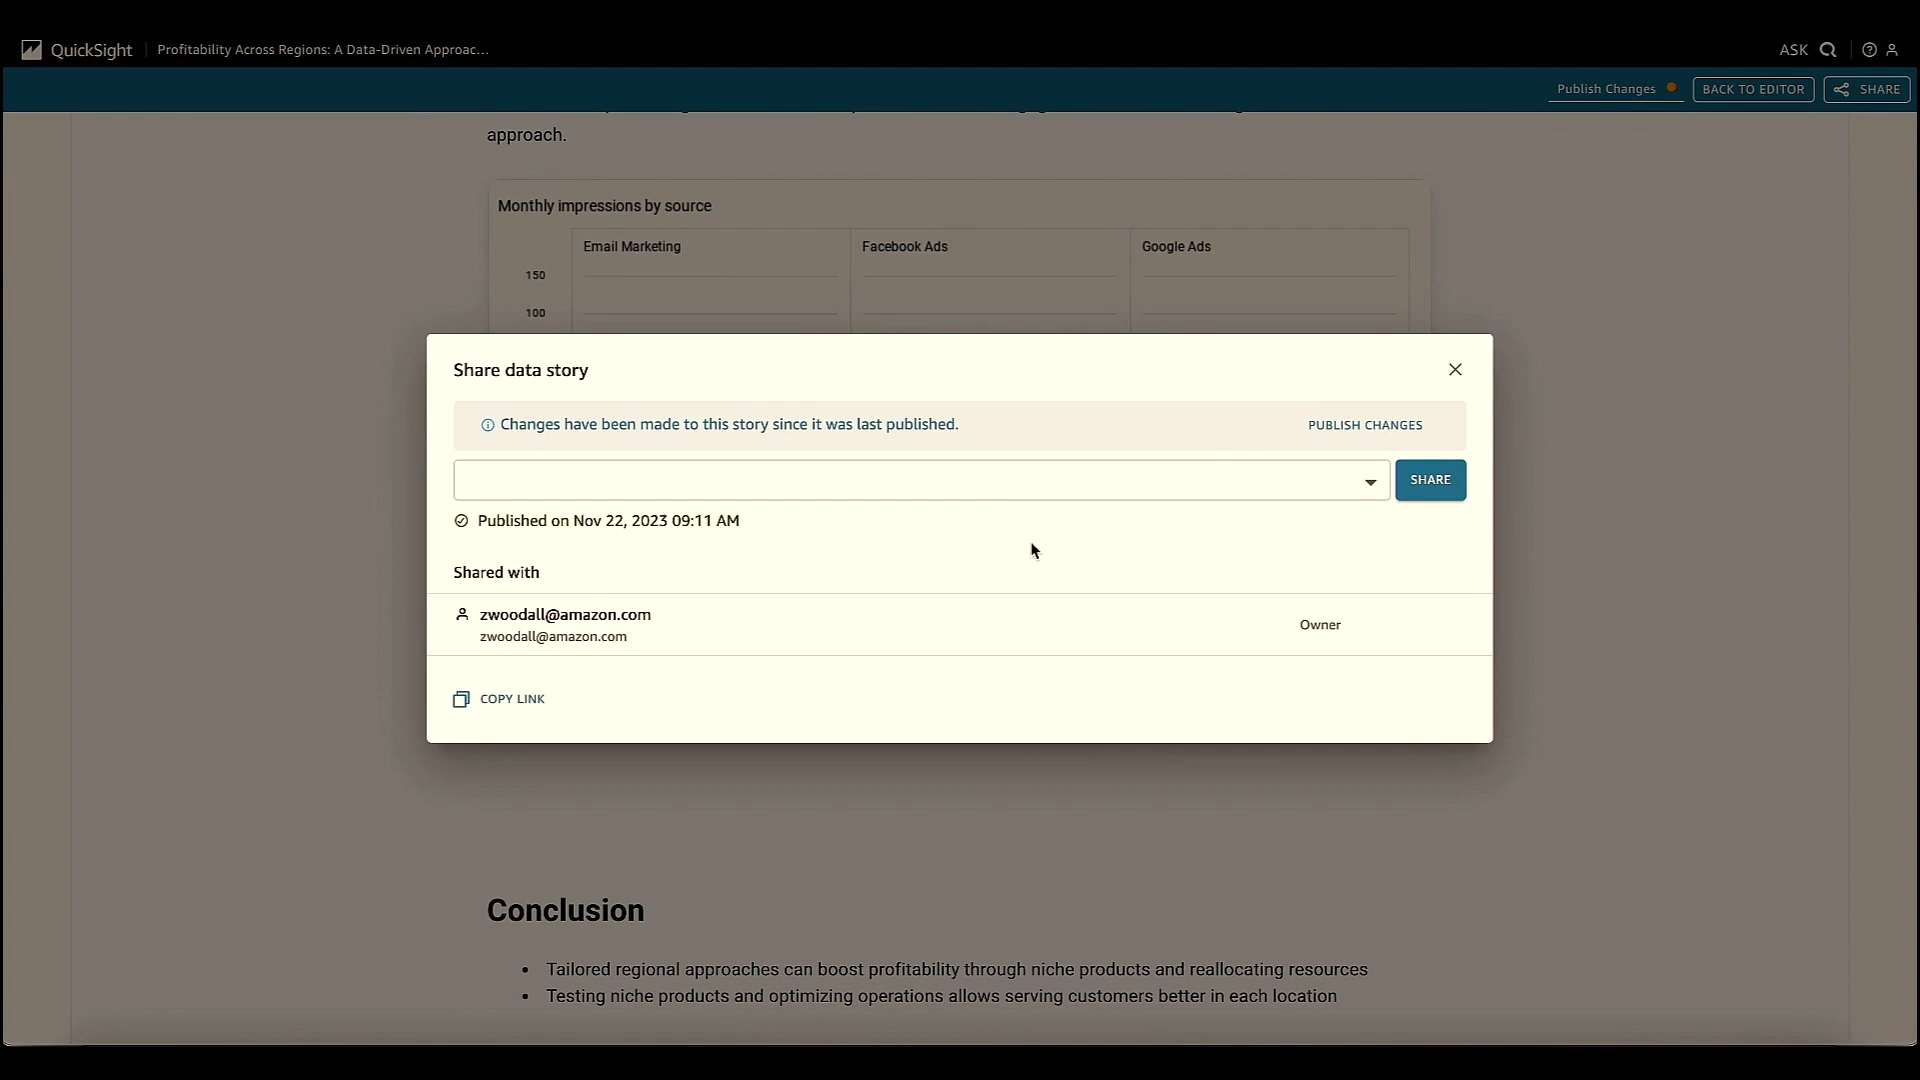 QuickSight
Profitability Across Regions: A Data-Driven Approac...
ASK
Publish Changes
BACK TO EDITOR
SHARE
approach.
Monthly impressions by source
Email Marketing
Facebook Ads
Google Ads
150
100
Share data story
Changes have been made to this story since it was last published.
PUBLISH CHANGES
SHARE
Published on Nov 22, 2023 09:11 AM
Shared with
zwoodall@amazon.com
zwoodall@amazon.com
Owner
COPY LINK
Conclusion
• Tailored regional approaches can boost profitability through niche products and reallocating resources
• Testing niche products and optimizing operations allows serving customers better in each location